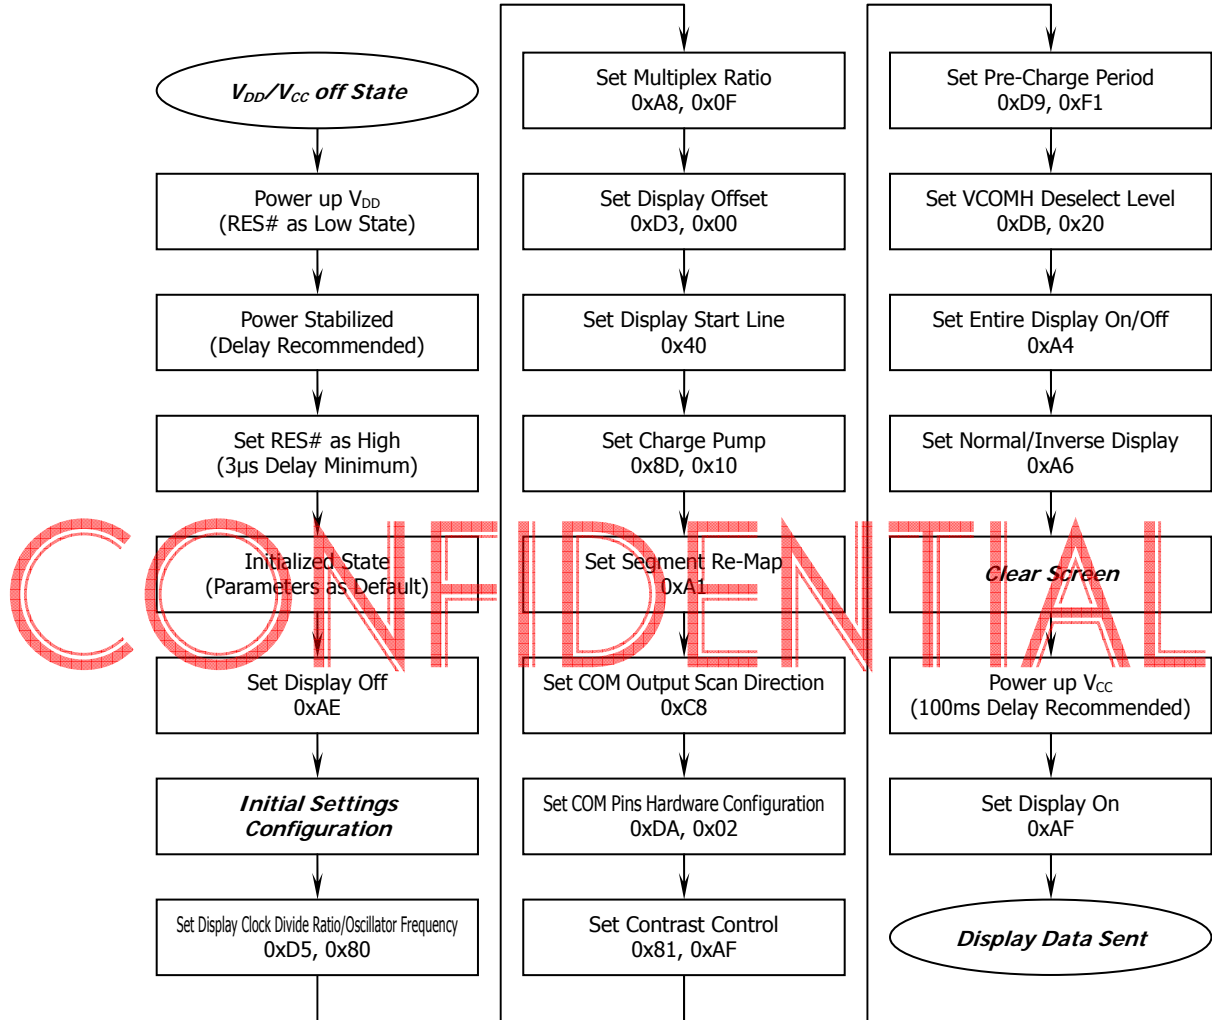 V_DD/V_CC off State
Power up V_DD
(RES# as Low State)
Power Stabilized
(Delay Recommended)
Set RES# as High
(3µs Delay Minimum)
Initialized State
(Parameters as Default)
Set Display Off
0xAE
Initial Settings
Configuration
Set Display Clock Divide Ratio/Oscillator Frequency
0xD5, 0x80
Set Multiplex Ratio
0xA8, 0x0F
Set Display Offset
0xD3, 0x00
Set Display Start Line
0x40
Set Charge Pump
0x8D, 0x10
Set Segment Re-Map
0xA1
Set COM Output Scan Direction
0xC8
Set COM Pins Hardware Configuration
0xDA, 0x02
Set Contrast Control
0x81, 0xAF
Set Pre-Charge Period
0xD9, 0xF1
Set VCOMH Deselect Level
0xDB, 0x20
Set Entire Display On/Off
0xA4
Set Normal/Inverse Display
0xA6
Clear Screen
Power up V_CC
(100ms Delay Recommended)
Set Display On
0xAF
Display Data Sent
CONFIDENTIAL